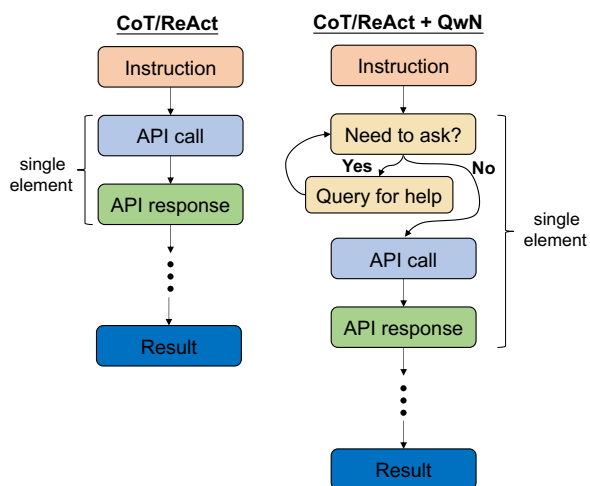 CoT/ReAct
Instruction
API call
single
element
API response
Result
CoT/ReAct + QwN
Instruction
Need to ask?
Yes
No
Query for help
single
element
API call
API response
Result